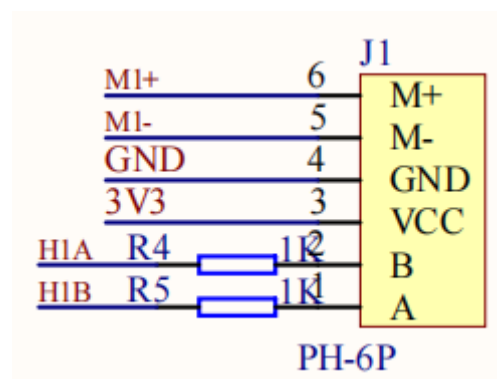 J1
M1+ 6 M+
M1- 5 M-
GND 4 GND
3V3 3 VCC
H1A R4 1K 2 B
H1B R5 1K 1 A
PH-6P